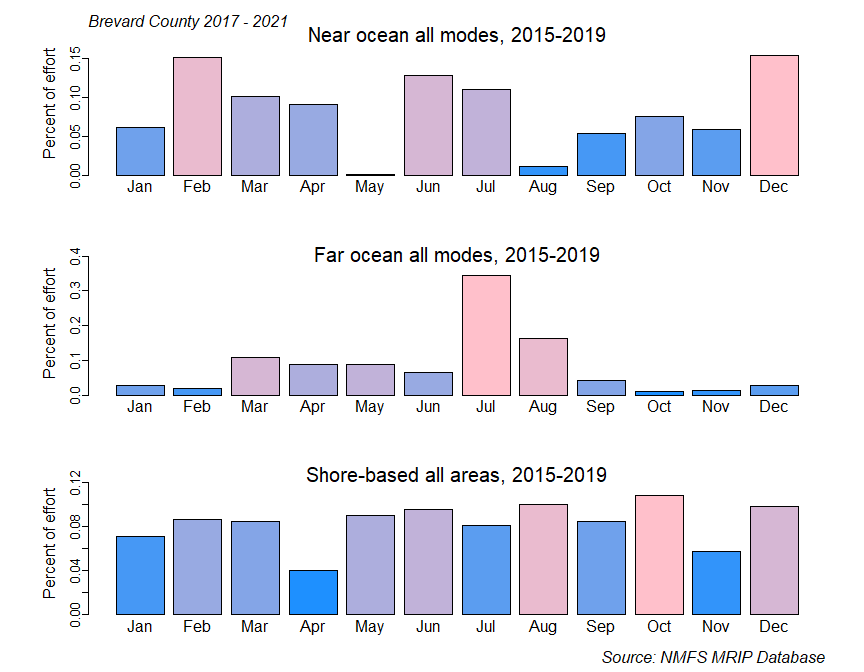 Brevard County 2017 - 2021
Near ocean all modes, 2015-2019
Percent of effort
0.15
0.10
0.05
0.00
Jan Feb Mar Apr May Jun Jul Aug Sep Oct Nov Dec
Far ocean all modes, 2015-2019
Percent of effort
0.4
0.3
0.2
0.1
0.0
Jan Feb Mar Apr May Jun Jul Aug Sep Oct Nov Dec
Shore-based all areas, 2015-2019
Percent of effort
0.12
0.08
0.04
0.00
Jan Feb Mar Apr May Jun Jul Aug Sep Oct Nov Dec
Source: NMFS MRIP Database